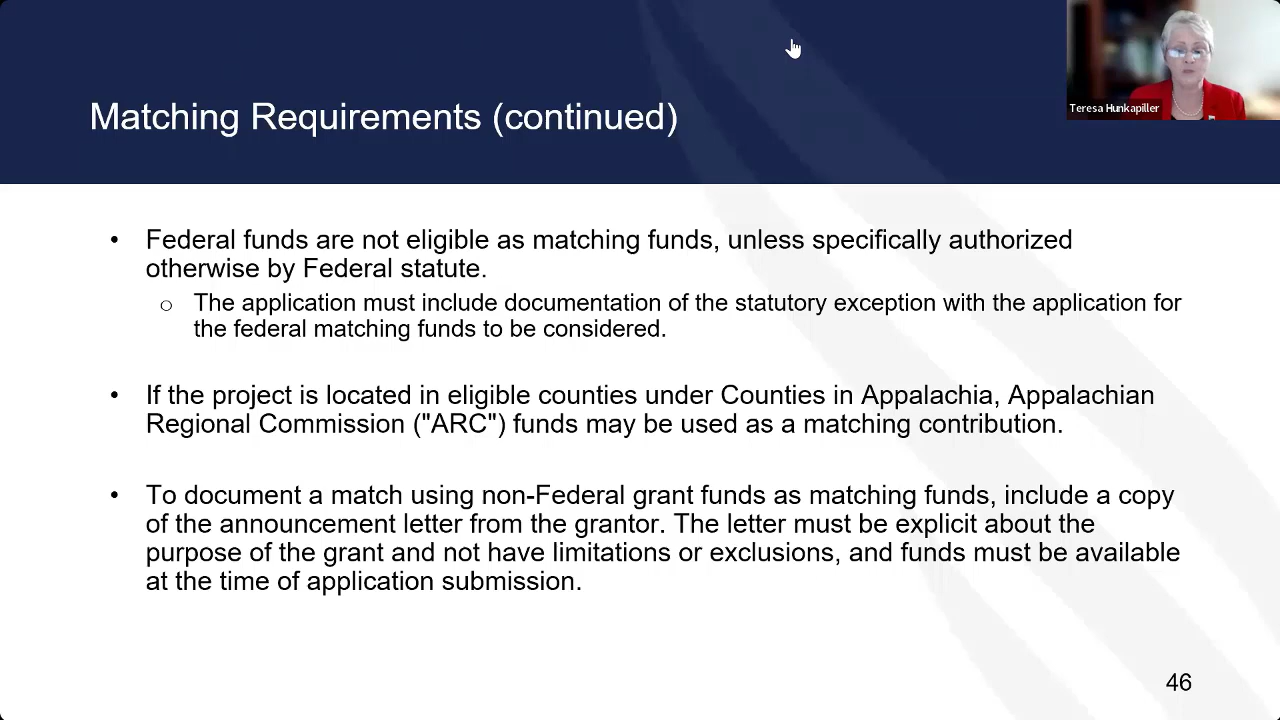 Teresa Hunkapiller
Matching Requirements (continued)
• Federal funds are not eligible as matching funds, unless specifically authorized
otherwise by Federal statute.
o The application must include documentation of the statutory exception with the application for
the federal matching funds to be considered.
• If the project is located in eligible counties under Counties in Appalachia, Appalachian
Regional Commission ("ARC") funds may be used as a matching contribution.
• To document a match using non-Federal grant funds as matching funds, include a copy
of the announcement letter from the grantor. The letter must be explicit about the
purpose of the grant and not have limitations or exclusions, and funds must be available
at the time of application submission.
46